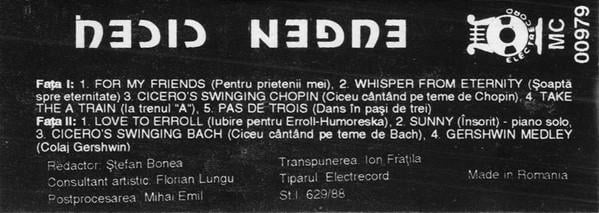 EUGEN CICEU
ELECTRECORD
MC
00979
Fața I: 1. FOR MY FRIENDS (Pentru prietenii mei), 2. WHISPER FROM ETERNITY (Șoaptă
spre eternitate) 3. CICERO'S SWINGING CHOPIN (Ciceu cântând pe teme de Chopin), 4. TAKE
THE A TRAIN (Ia trenul "A"), 5. PAS DE TROIS (Dans în pași de trei)
Fața II: 1. LOVE TO ERROLL (Iubire pentru Erroll-Humoreska), 2. SUNNY (Însorit) - piano solo,
3. CICERO'S SWINGING BACH (Ciceu cântând pe teme de Bach), 4. GERSHWIN MEDLEY
(Colaj Gershwin)
Redactor: Ștefan Bonea
Consultant artistic: Florian Lungu
Postprocesarea: Mihai Emil
Transpunerea: Ion Frațila
Tiparul Electrecord
St.I. 629/88
Made in Romania